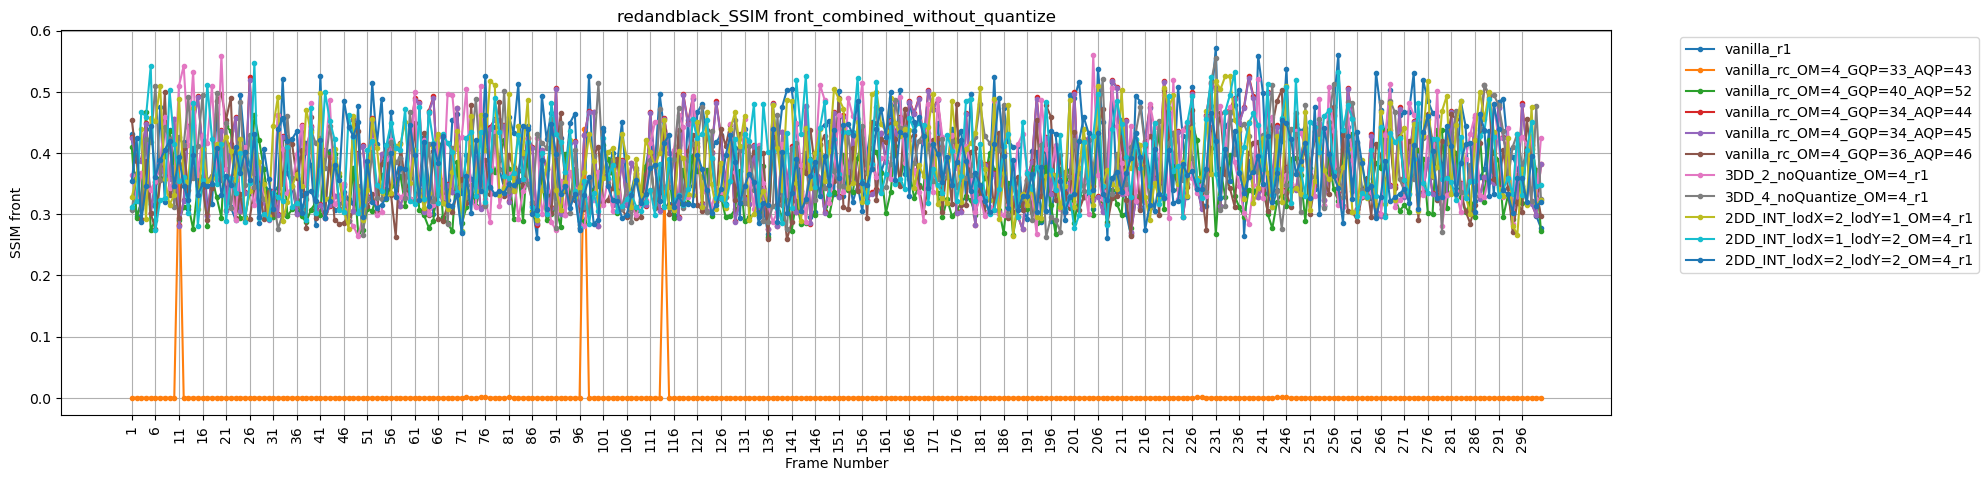 redandblack_SSIM front_combined_without_quantize
0.6
0.5
0.4
0.3
0.2
0.1
0.0
SSIM front
1 6 11 16 21 26 31 36 41 46 51 56 61 66 71 76 81 86 91 96 101 106 111 116 121 126 131 136 141 146 151 156 161 166 171 176 181 186 191 196 201 206 211 216 221 226 231 236 241 246 251 256 261 266 271 276 281 286 291 296
Frame Number
vanilla_r1
vanilla_rc_OM=4_GQP=33_AQP=43
vanilla_rc_OM=4_GQP=40_AQP=52
vanilla_rc_OM=4_GQP=34_AQP=44
vanilla_rc_OM=4_GQP=34_AQP=45
vanilla_rc_OM=4_GQP=36_AQP=46
3DD_2_noQuantize_OM=4_r1
3DD_4_noQuantize_OM=4_r1
2DD_INT_lodX=2_lodY=1_OM=4_r1
2DD_INT_lodX=1_lodY=2_OM=4_r1
2DD_INT_lodX=2_lodY=2_OM=4_r1